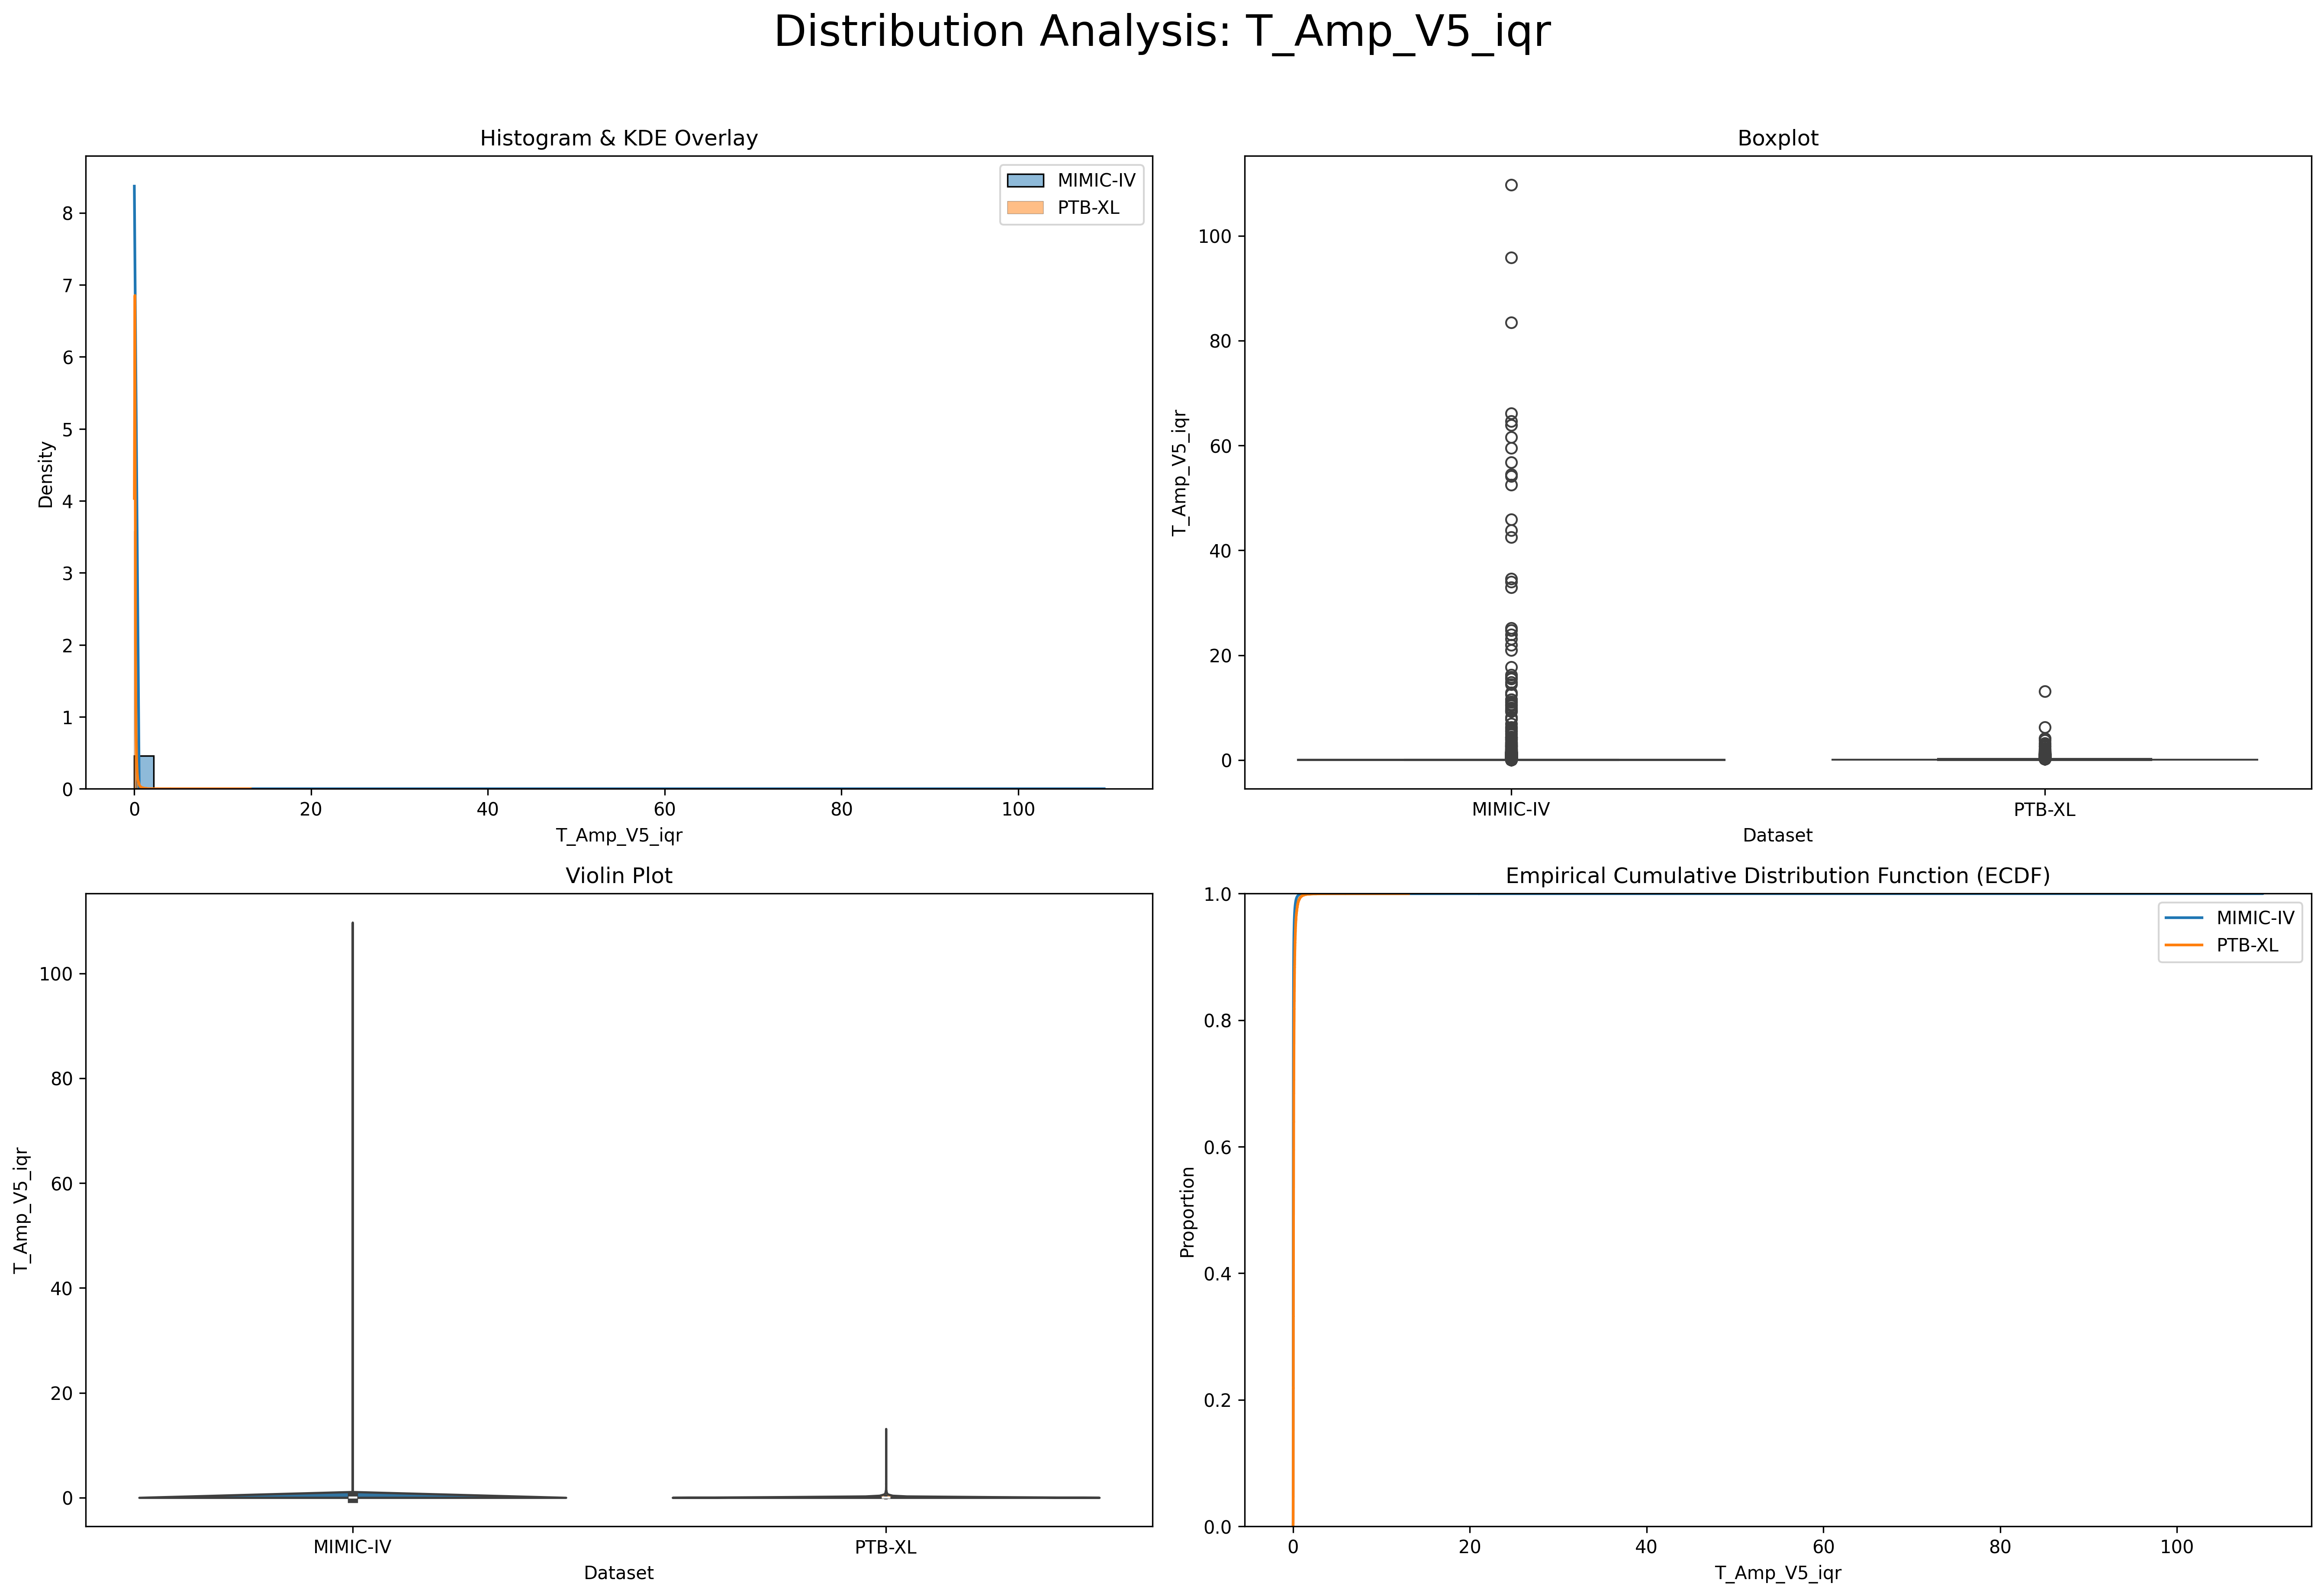 Distribution Analysis: T_Amp_V5_iqr
Histogram & KDE Overlay
MIMIC-IV
PTB-XL
8
7
6
5
4
3
2
1
0
Density
0 20 40 60 80 100
T_Amp_V5_iqr
Boxplot
100
80
60
40
20
0
T_Amp_V5_iqr
MIMIC-IV PTB-XL
Dataset
Violin Plot
100
80
60
40
20
0
T_Amp_V5_iqr
MIMIC-IV PTB-XL
Dataset
Empirical Cumulative Distribution Function (ECDF)
MIMIC-IV
PTB-XL
1.0
0.8
0.6
0.4
0.2
0.0
Proportion
0 20 40 60 80 100
T_Amp_V5_iqr